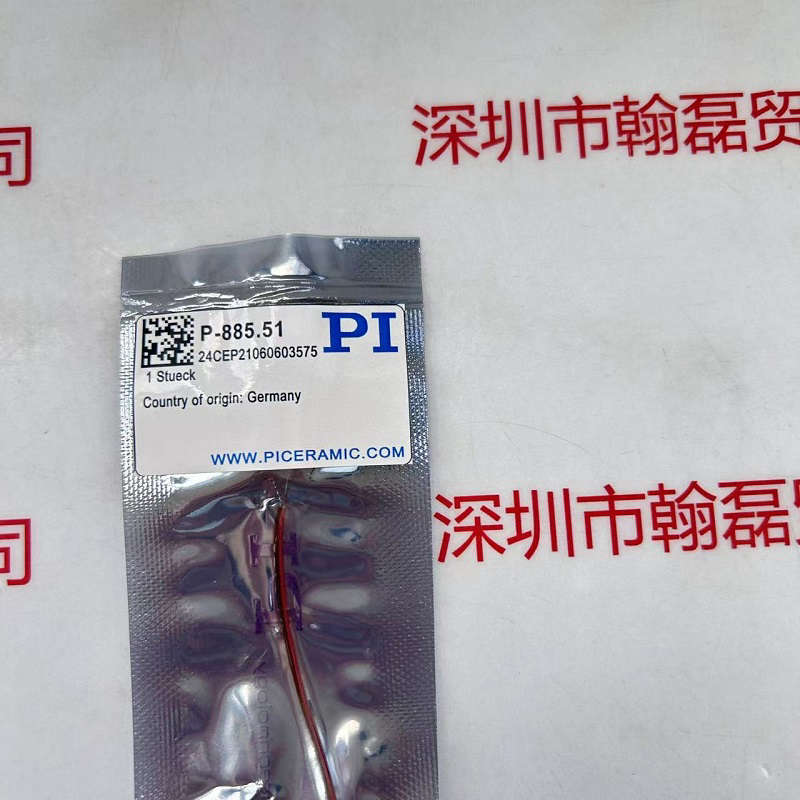 深圳市翰磊贸
司
P-885.51
PI
24CEP21060603575
1 Stueck
Country of origin: Germany
WWW.PICERAMIC.COM
深圳市翰磊贸
司